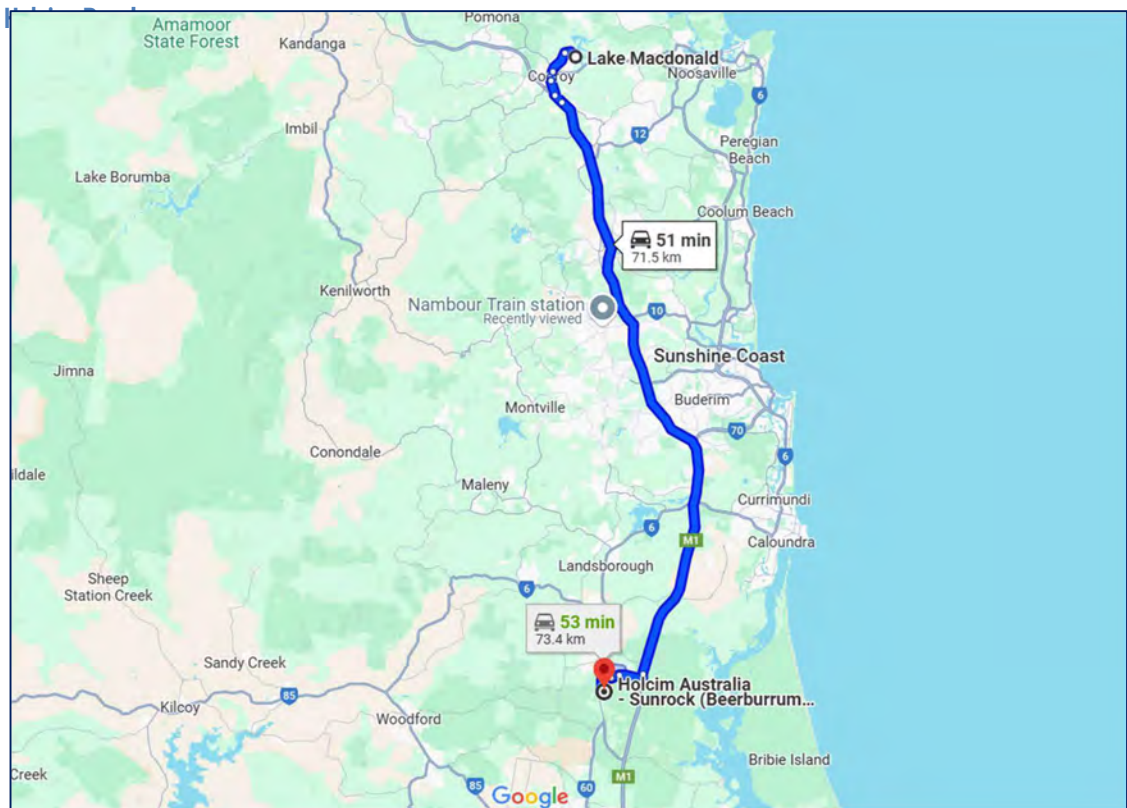 Pomona
Amamoor
State Forest
Kandanga
Lake Macdonald
Noosaville
6
Imbil
12
Peregian
Beach
Lake Borumba
Coolum Beach
51 min
71.5 km
Kenilworth
Nambour Train station
Recently viewed
10
Sunshine Coast
Jimna
Buderim
Montville
70
6
Conondale
Maleny
Currimundi
6
M1
Caloundra
Landsborough
Sheep
Station Creek
6
53 min
73.4 km
Sandy Creek
Holcim Australia
- Sunrock (Beerburrum...
85
Kilcoy
Woodford
Bribie Island
Creek
85
60
M1
Google